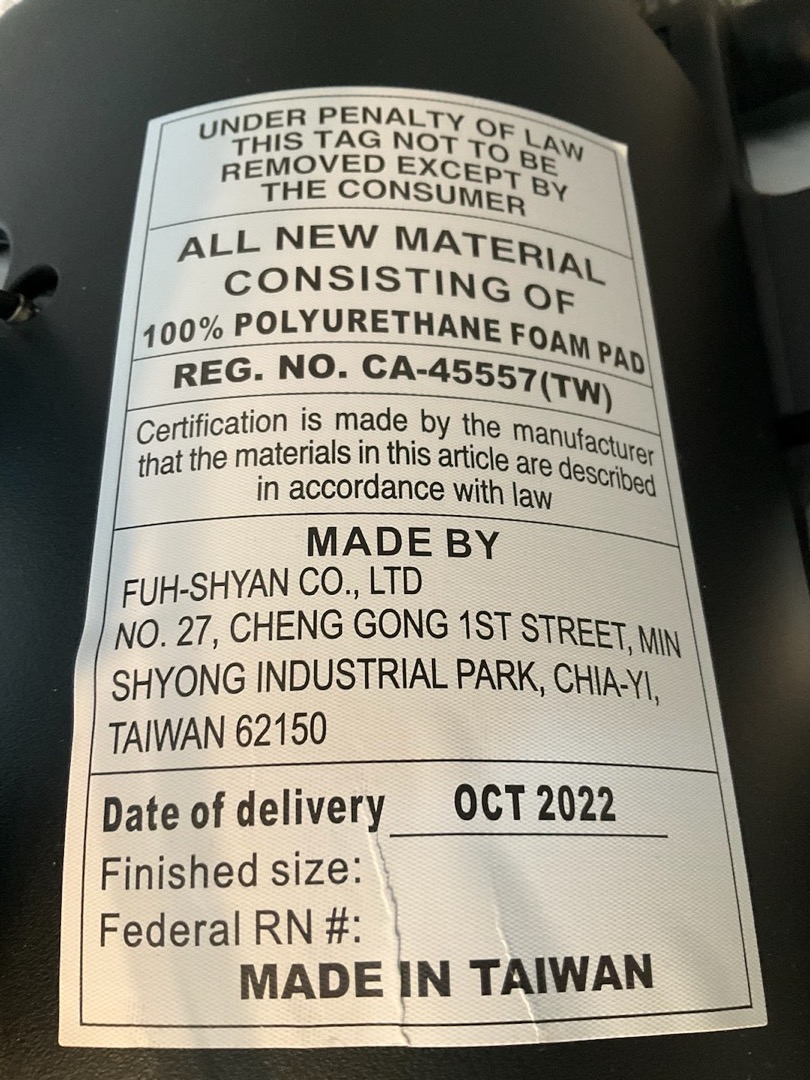 UNDER PENALTY OF LAW
THIS TAG NOT TO BE
REMOVED EXCEPT BY
THE CONSUMER
ALL NEW MATERIAL
CONSISTING OF
100% POLYURETHANE FOAM PAD
REG. NO. CA-45557(TW)
Certification is made by the manufacturer
that the materials in this article are described
in accordance with law
MADE BY
FUH-SHYAN CO., LTD
NO. 27, CHENG GONG 1ST STREET, MIN
SHYONG INDUSTRIAL PARK, CHIA-YI,
TAIWAN 62150
Date of delivery OCT 2022
Finished size:
Federal RN #:
MADE IN TAIWAN